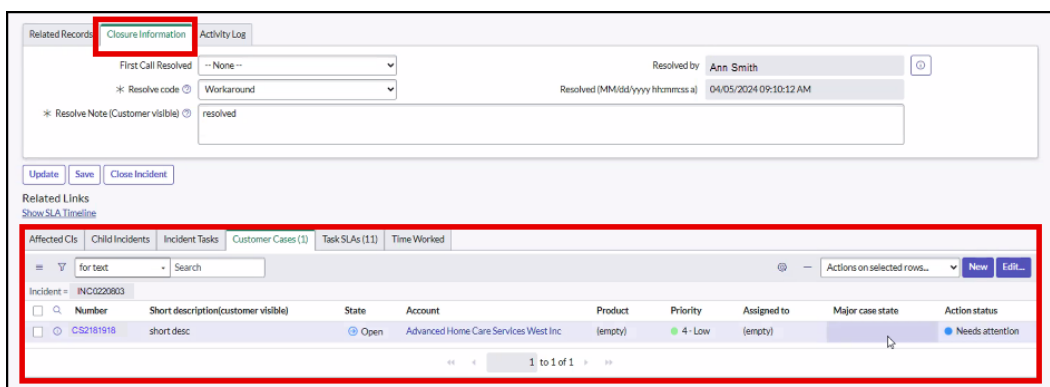 Related Records Closure Information Activity Log
First Call Resolved -- None -- Resolved by Ann Smith
Resolve code Workaround Resolved (MM/dd/yyyy hh:mm:ss a) 04/05/2024 09:10:12 AM
Resolve Note (Customer visible) resolved
Update Save Close Incident
Related Links
Show SLA Timeline
Affected CIs Child Incidents Incident Tasks Customer Cases (1) Task SLAs (11) Time Worked
for text Search Actions on selected rows... New Edit...
Incident = INC0220803
Number Short description(customer visible) State Account Product Priority Assigned to Major case state Action status
CS2181918 short desc Open Advanced Home Care Services West Inc (empty) 4 - Low (empty) Needs attention
1 to 1 of 1